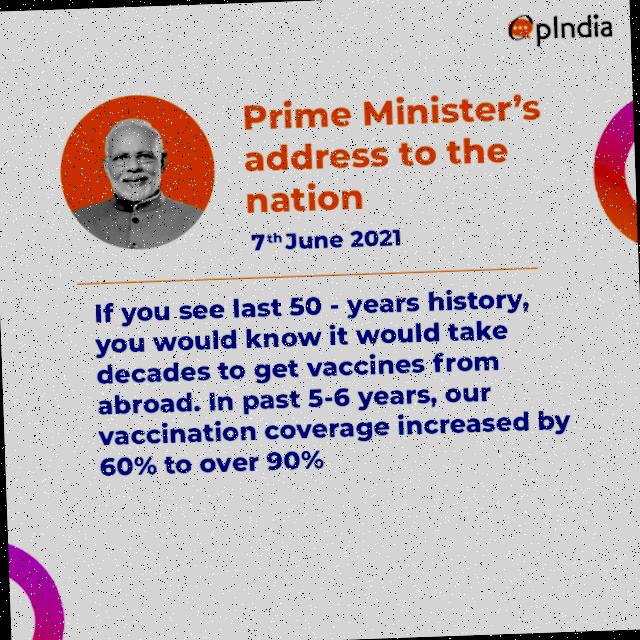 OpIndia
Prime Minister's
address to the
nation
7th June 2021
If you see last 50 - years history,
you would know it would take
decades to get vaccines from
abroad. In past 5-6 years, our
vaccination coverage increased by
60% to over 90%